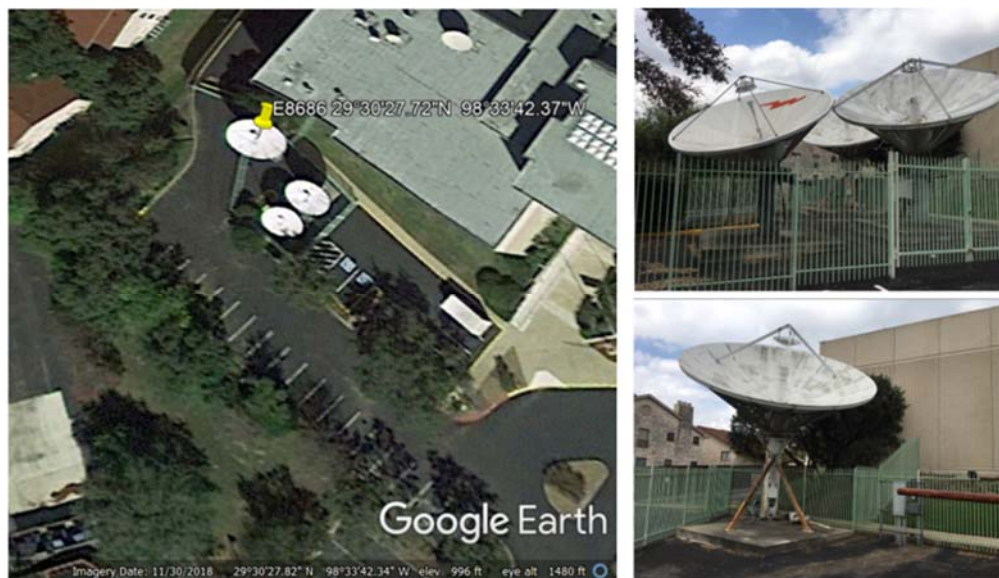 E8686 29°30'27.72"N 98°33'42.37"W
Google Earth
Imagery Date: 11/30/2018 29°30'27.82" N 98°33'42.34" W elev 996 ft eye alt 1480 ft